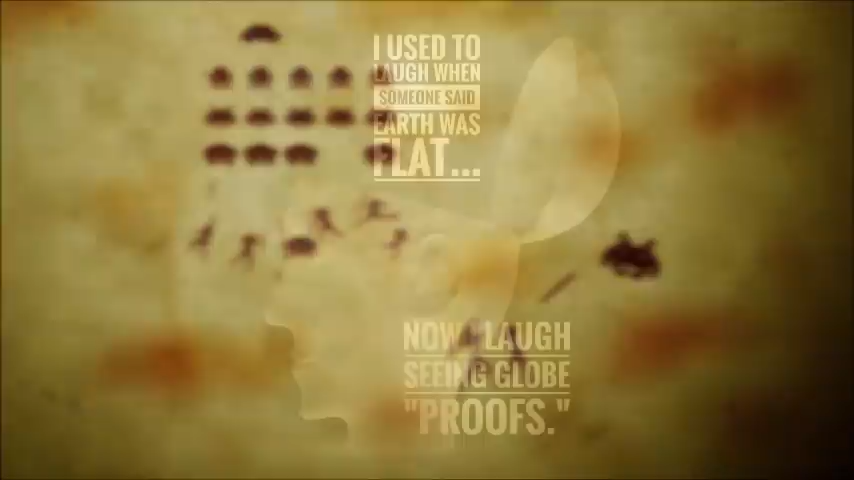 I USED TO
LAUGH WHEN
SOMEONE SAID
EARTH WAS
FLAT...
NOW I LAUGH
SEEING GLOBE
"PROOFS."